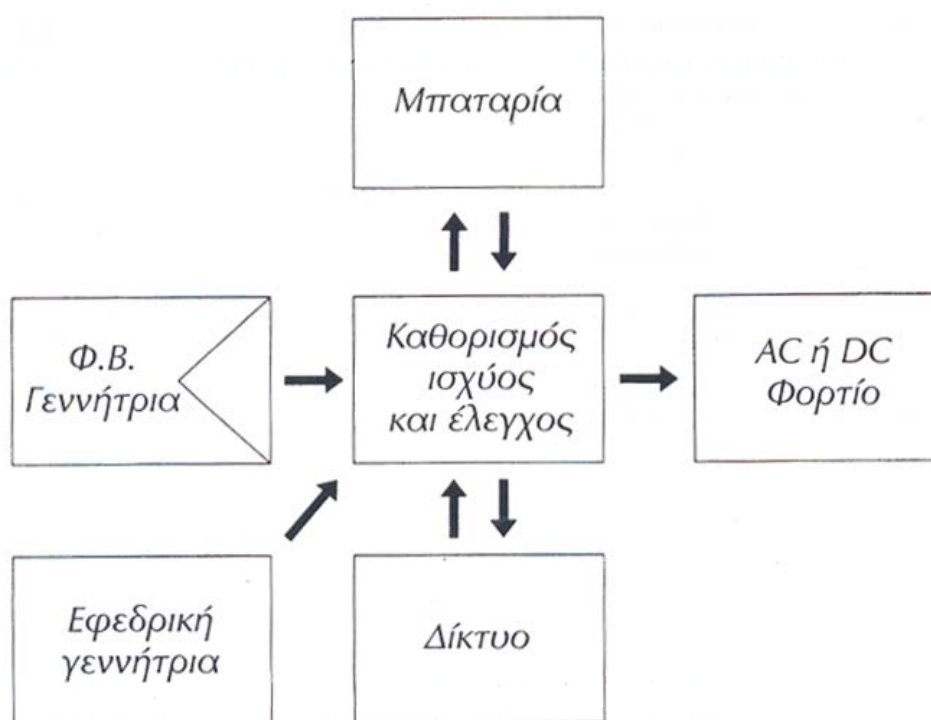 Μπαταρία
Φ.Β.
Γεννήτρια
Καθορισμός
ισχύος
και έλεγχος
AC ή DC
Φορτίο
Εφεδρική
γεννήτρια
Δίκτυο